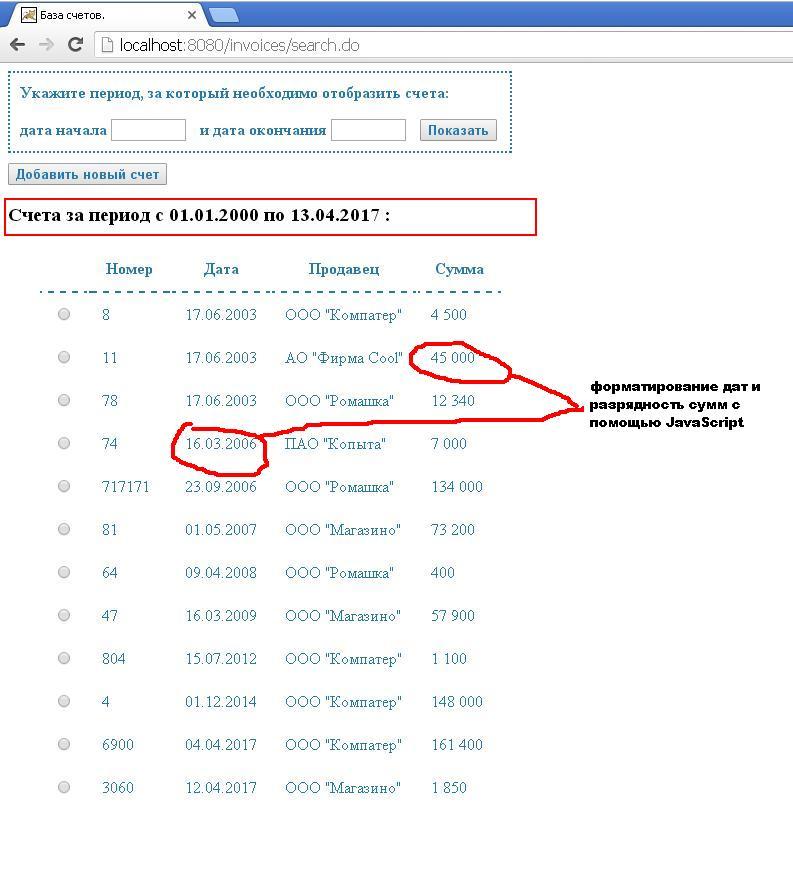 База счетов.
localhost:8080/invoices/search.do
Укажите период, за который необходимо отобразить счета:
дата начала и дата окончания Показать
Добавить новый счет
Счета за период с 01.01.2000 по 13.04.2017 :
Номер Дата Продавец Сумма
8 17.06.2003 ООО "Компатер" 4 500
11 17.06.2003 АО "Фирма Cool" 45 000
78 17.06.2003 ООО "Ромашка" 12 340
74 16.03.2006 ПАО "Копыта" 7 000
717171 23.09.2006 ООО "Ромашка" 134 000
81 01.05.2007 ООО "Магазино" 73 200
64 09.04.2008 ООО "Ромашка" 400
47 16.03.2009 ООО "Магазино" 57 900
804 15.07.2012 ООО "Компатер" 1 100
4 01.12.2014 ООО "Компатер" 148 000
6900 04.04.2017 ООО "Компатер" 161 400
3060 12.04.2017 ООО "Магазино" 1 850
форматирование дат и
разрядность сумм с
помощью JavaScript